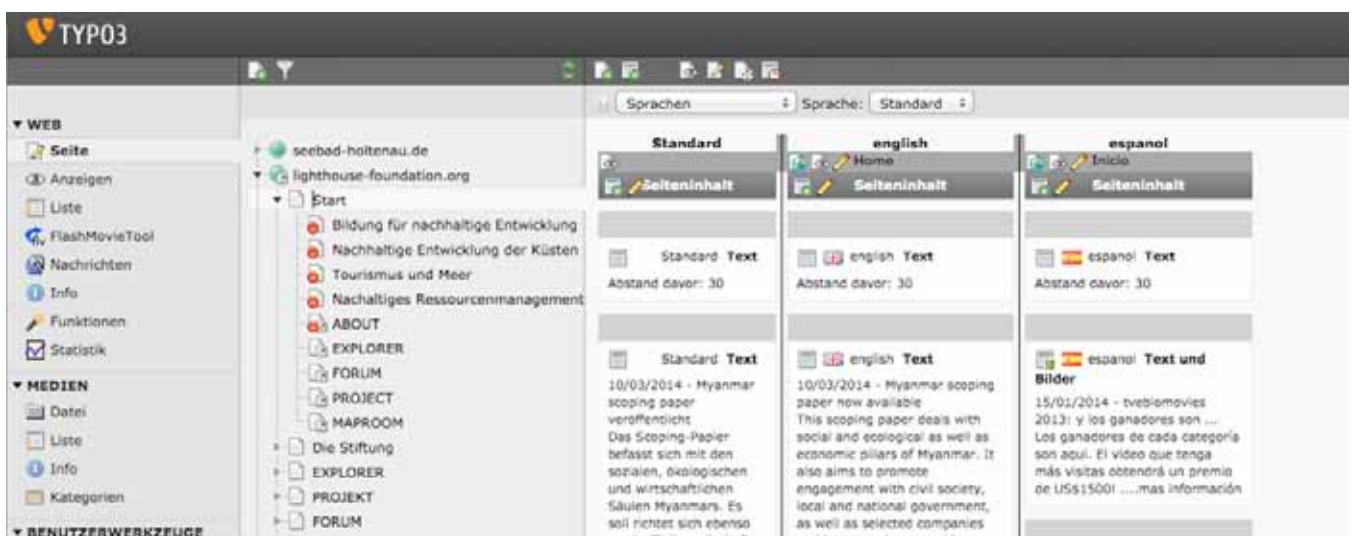 TYPO3
Sprachen
Sprache: Standard
WEB
Seite
Anzeigen
Liste
FlashMovieTool
Nachrichten
Info
Funktionen
Statistik
MEDIEN
Datei
Liste
Info
Kategorien
BENUTZERWERKZEUGE
seebad-holtenau.de
lighthouse-foundation.org
Start
Bildung für nachhaltige Entwicklung
Nachhaltige Entwicklung der Küsten
Tourismus und Meer
Nachaltiges Ressourcenmanagement
ABOUT
EXPLORER
FORUM
PROJECT
MAPROOM
Die Stiftung
EXPLORER
PROJEKT
FORUM
Standard
Seiteninhalt
Standard Text
Abstand davor: 30
Standard Text
10/03/2014 - Myanmar
scoping paper
veröffentlicht
Das Scoping-Papier
befasst sich mit den
sozialen, ökologischen
und wirtschaftlichen
Säulen Myanmars. Es
soll richtet sich ebenso
english
Home
Seiteninhalt
english Text
Abstand davor: 30
english Text
10/03/2014 - Myanmar scoping
paper now available
This scoping paper deals with
social and ecological as well as
economic pillars of Myanmar. It
also aims to promote
engagement with civil society,
local and national government,
as well as selected companies
espanol
Inicio
Seiteninhalt
espanol Text
Abstand davor: 30
espanol Text und
Bilder
15/01/2014 - tveblomovies
2013: y los ganadores son ...
Los ganadores de cada categoría
son aqui. El video que tenga
más visitas obtendrá un premio
de US$1500! ....mas información